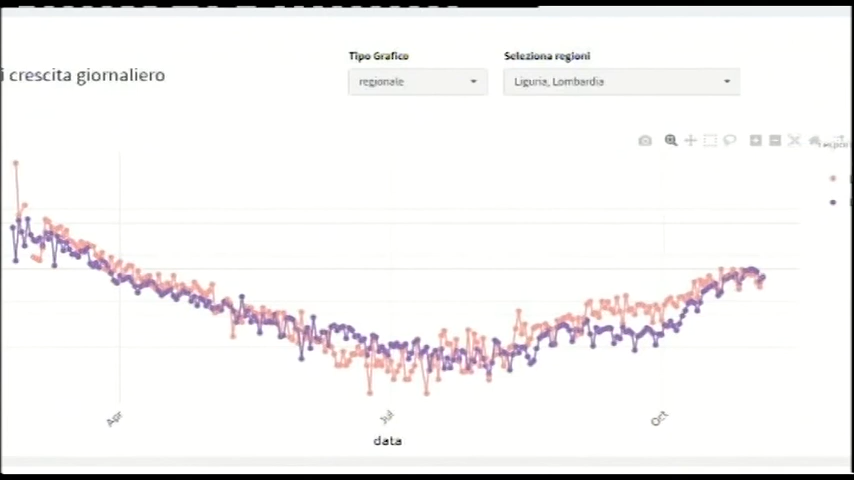 Tipo Grafico
Seleziona regioni
i crescita giornaliero
regionale
Liguria, Lombardia
Apr
Jul
Oct
data